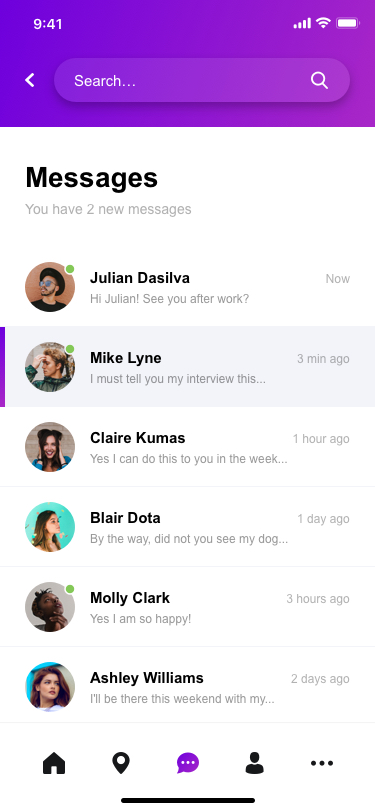 9:41
Search...
Messages
You have 2 new messages
Julian Dasilva
Now
Hi Julian! See you after work?
Mike Lyne
3 min ago
I must tell you my interview this...
Claire Kumas
1 hour ago
Yes I can do this to you in the week...
Blair Dota
1 day ago
By the way, did not you see my dog...
Molly Clark
3 hours ago
Yes I am so happy!
Ashley Williams
2 days ago
I'll be there this weekend with my...